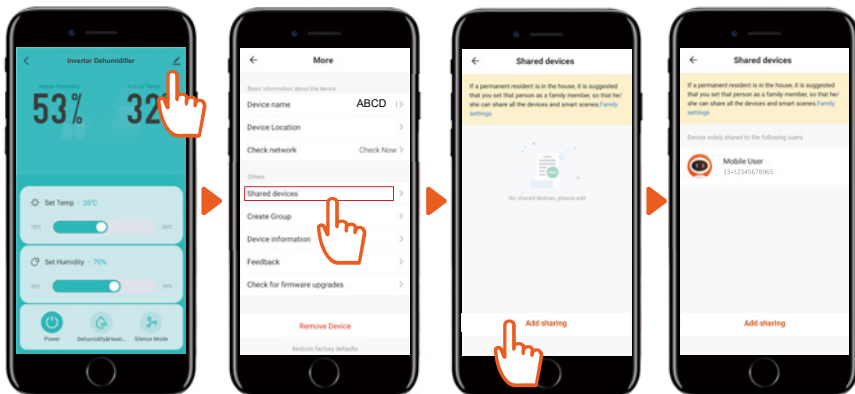 Inverter Dehumidifier
Indoor Humidity
Indoor Temp
53%
32
Set Temp 26°C
Set Humidity 70%
Power
Dehumidify&Heati...
Silence Mode
More
Basic information about the device
Device name
ABCD
Device Location
Check network
Check Now
Others
Shared devices
Create Group
Device information
Feedback
Check for firmware upgrades
Remove Device
Restore factory defaults
Shared devices
If a permanent resident is in the house, it is suggested
that you set that person as a family member, so that he/
she can share all the devices and smart scenes.Family
settings
No shared devices, please add
Add sharing
Shared devices
If a permanent resident is in the house, it is suggested
that you set that person as a family member, so that he/
she can share all the devices and smart scenes.Family
settings
Device solely shared to the following users
Mobile User
33-12345678965
Add sharing